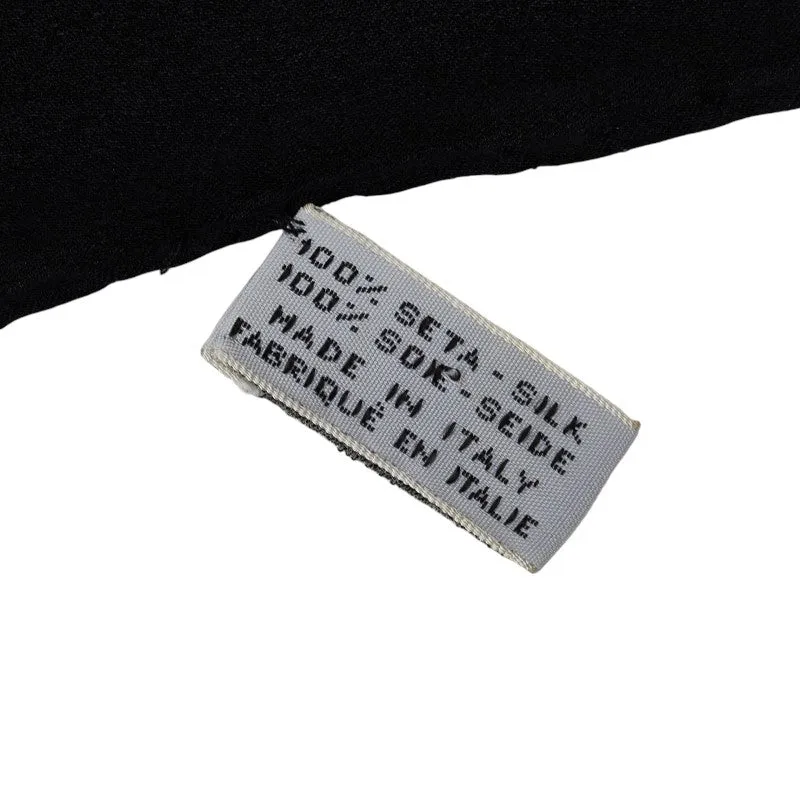 100% SETA - SILK
100% SOIE - SEIDE
MADE IN ITALY
FABRIQUÉ EN ITALIE